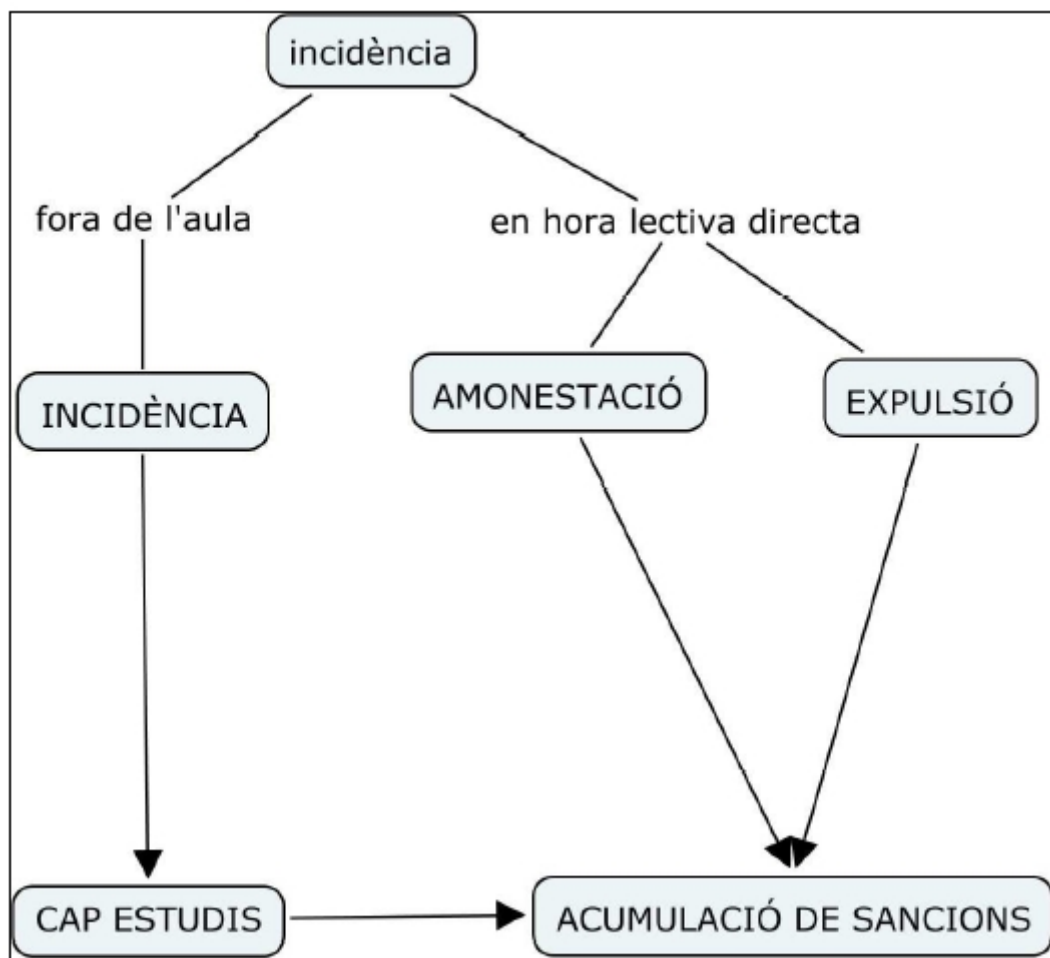 incidència
fora de l'aula
en hora lectiva directa
INCIDÈNCIA
AMONESTACIÓ
EXPULSIÓ
CAP ESTUDIS
ACUMULACIÓ DE SANCIONS